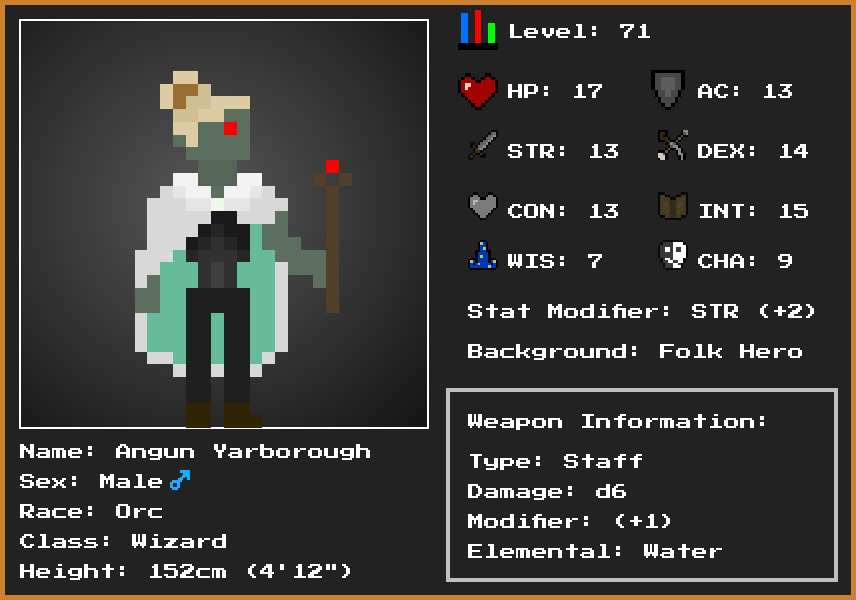 Level: 71
HP: 17 AC: 13
STR: 13 DEX: 14
CON: 13 INT: 15
WIS: 7 CHA: 9
Stat Modifier: STR (+2)
Background: Folk Hero
Weapon Information:
Type: Staff
Damage: d6
Modifier: (+1)
Elemental: Water
Name: Angun Yarborough
Sex: Male ♂
Race: Orc
Class: Wizard
Height: 152cm (4'12")